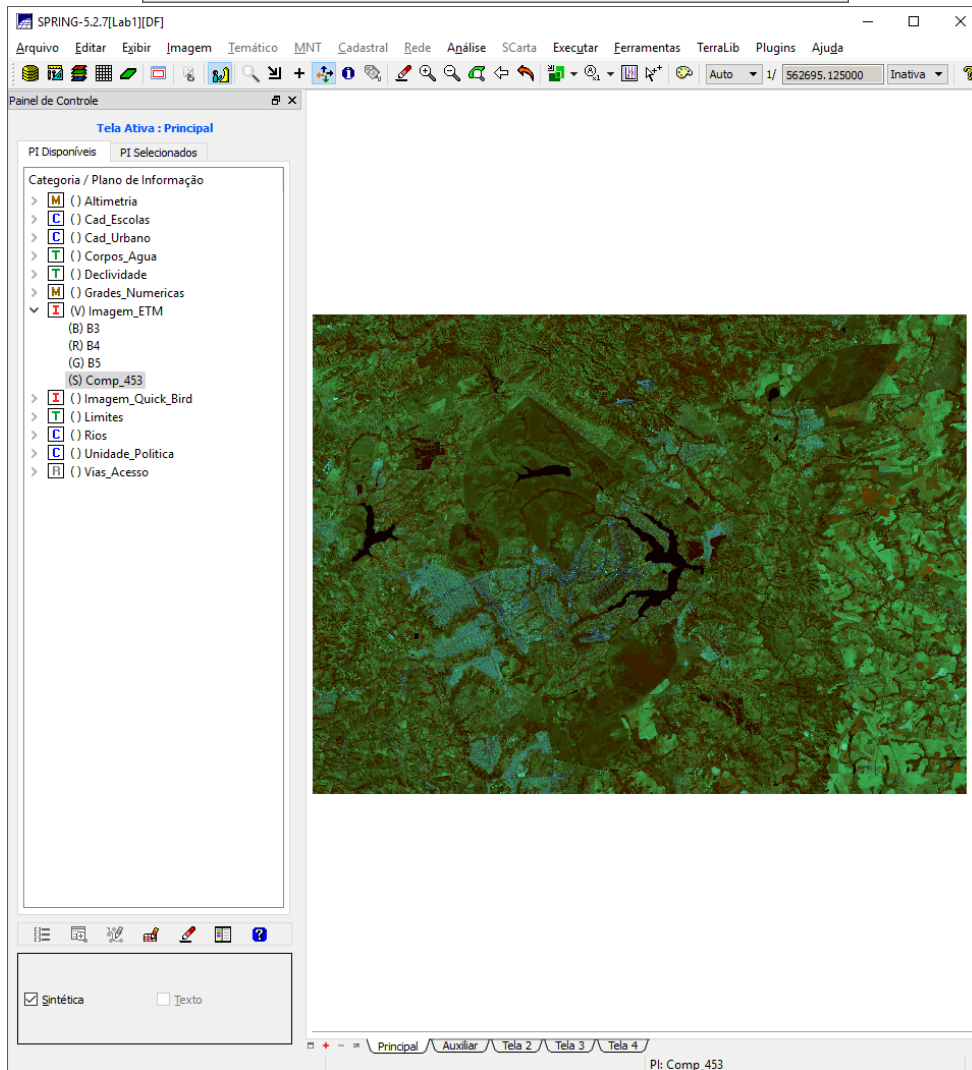 SPRING-5.2.7[Lab1][DF]
Arquivo Editar Exibir Imagem Temático MNT Cadastral Rede Análise SCarta Executar Ferramentas TerraLib Plugins Ajuda
Auto 1/ 562695.125000 Inativa
Painel de Controle
Tela Ativa : Principal
PI Disponíveis PI Selecionados
Categoria / Plano de Informação
M () Altimetria
C () Cad_Escolas
C () Cad_Urbano
T () Corpos_Agua
T () Declividade
M () Grades_Numericas
I (V) Imagem_ETM
(B) B3
(R) B4
(G) B5
(S) Comp_453
I () Imagem_Quick_Bird
T () Limites
C () Rios
C () Unidade_Politica
R () Vias_Acesso
Sintética Texto
Principal Auxiliar Tela 2 Tela 3 Tela 4
PI: Comp_453